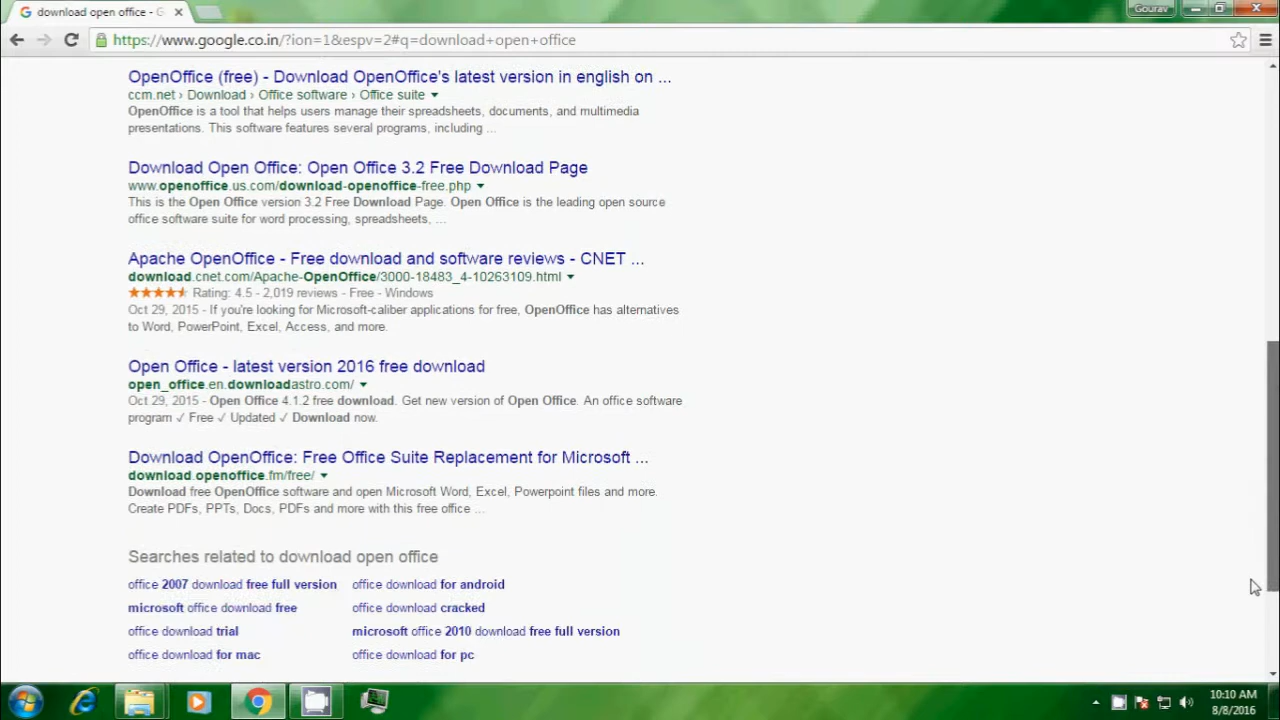 download open office - G
Gourav
https://www.google.co.in/?ion=1&espv=2#q=download+open+office
OpenOffice (free) - Download OpenOffice's latest version in english on ...
ccm.net › Download › Office software › Office suite
OpenOffice is a tool that helps users manage their spreadsheets, documents, and multimedia
presentations. This software features several programs, including ...
Download Open Office: Open Office 3.2 Free Download Page
www.openoffice.us.com/download-openoffice-free.php
This is the Open Office version 3.2 Free Download Page. Open Office is the leading open source
office software suite for word processing, spreadsheets, ...
Apache OpenOffice - Free download and software reviews - CNET ...
download.cnet.com/Apache-OpenOffice/3000-18483_4-10263109.html
Rating: 4.5 - 2,019 reviews - Free - Windows
Oct 29, 2015 - If you're looking for Microsoft-caliber applications for free, OpenOffice has alternatives
to Word, PowerPoint, Excel, Access, and more.
Open Office - latest version 2016 free download
open_office.en.downloadastro.com/
Oct 29, 2015 - Open Office 4.1.2 free download. Get new version of Open Office. An office software
program ✓ Free ✓ Updated ✓ Download now.
Download OpenOffice: Free Office Suite Replacement for Microsoft ...
download.openoffice.fm/free/
Download free OpenOffice software and open Microsoft Word, Excel, Powerpoint files and more.
Create PDFs, PPTs, Docs, PDFs and more with this free office ...
Searches related to download open office
office 2007 download free full version office download for android
microsoft office download free office download cracked
office download trial microsoft office 2010 download free full version
office download for mac office download for pc
10:10 AM
8/8/2016